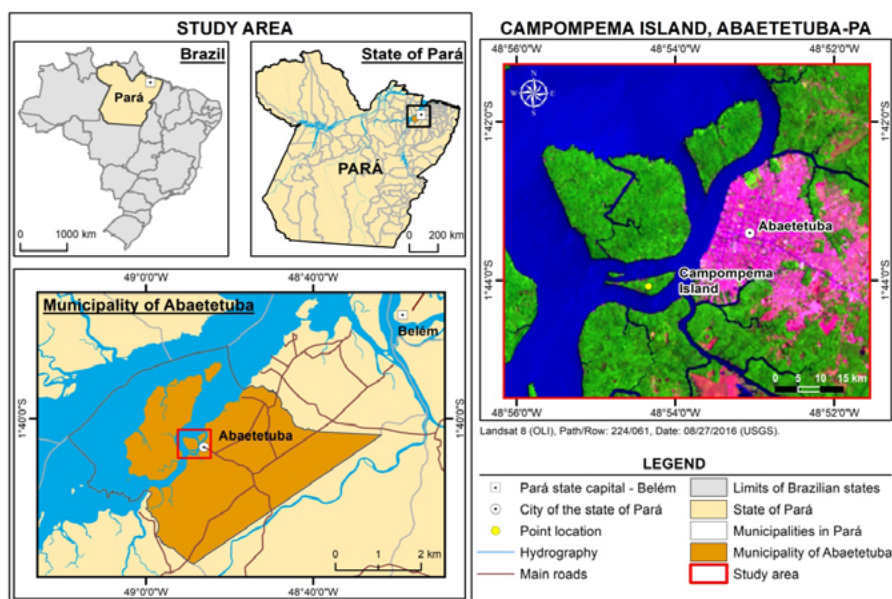 STUDY AREA
Brazil
Pará
0 1000 km
State of Pará
PARÁ
0 200 km
49°0'0"W 48°40'0"W
Municipality of Abaetetuba
Belém
1°40'0"S
Abaetetuba
1°40'0"S
0 1 2 km
49°0'0"W 48°40'0"W
CAMPOMPEMA ISLAND, ABAETETUBA-PA
48°56'0"W 48°54'0"W 48°52'0"W
N
W E
S
1°42'0"S
1°42'0"S
Abaetetuba
Campompema
Island
1°44'0"S
1°44'0"S
0 5 10 15 km
48°56'0"W 48°54'0"W 48°52'0"W
Landsat 8 (OLI), Path/Row: 224/061, Date: 08/27/2016 (USGS).
LEGEND
Pará state capital - Belém
City of the state of Pará
Point location
Hydrography
Main roads
Limits of Brazilian states
State of Pará
Municipalities in Pará
Municipality of Abaetetuba
Study area